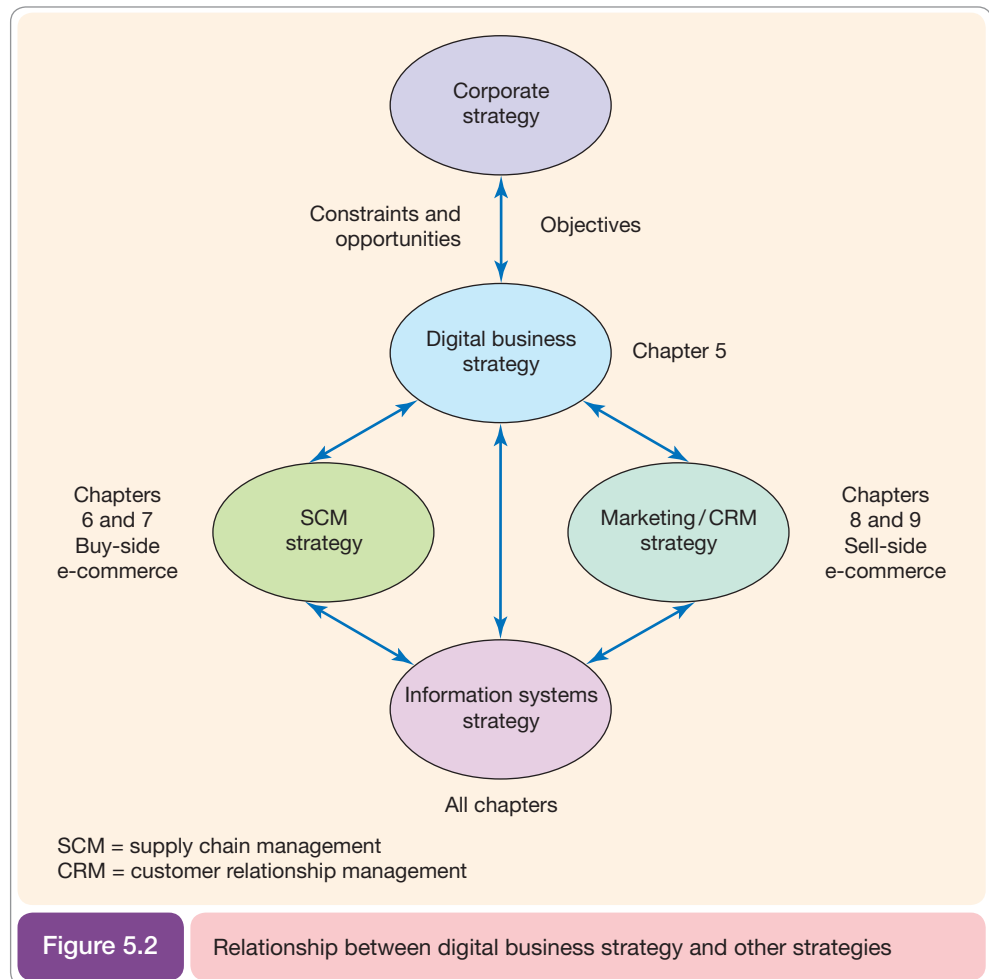 Corporate
strategy
Constraints and
opportunities
Objectives
Digital business
strategy
Chapter 5
Chapters
6 and 7
Buy-side
e-commerce
SCM
strategy
Marketing/CRM
strategy
Chapters
8 and 9
Sell-side
e-commerce
Information systems
strategy
All chapters
SCM = supply chain management
CRM = customer relationship management
Figure 5.2
Relationship between digital business strategy and other strategies